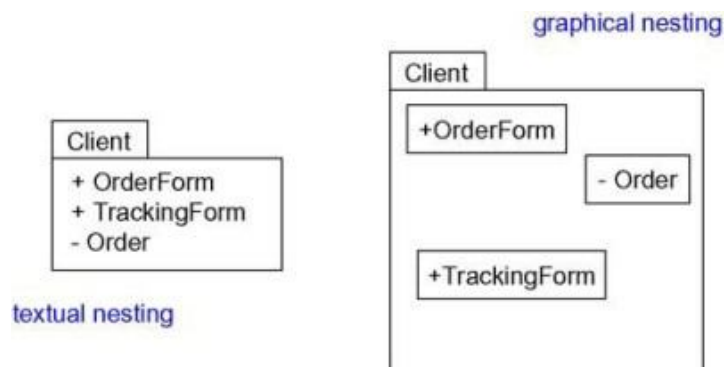 graphical nesting
Client
+OrderForm
- Order
+TrackingForm
Client
+ OrderForm
+ TrackingForm
- Order
textual nesting